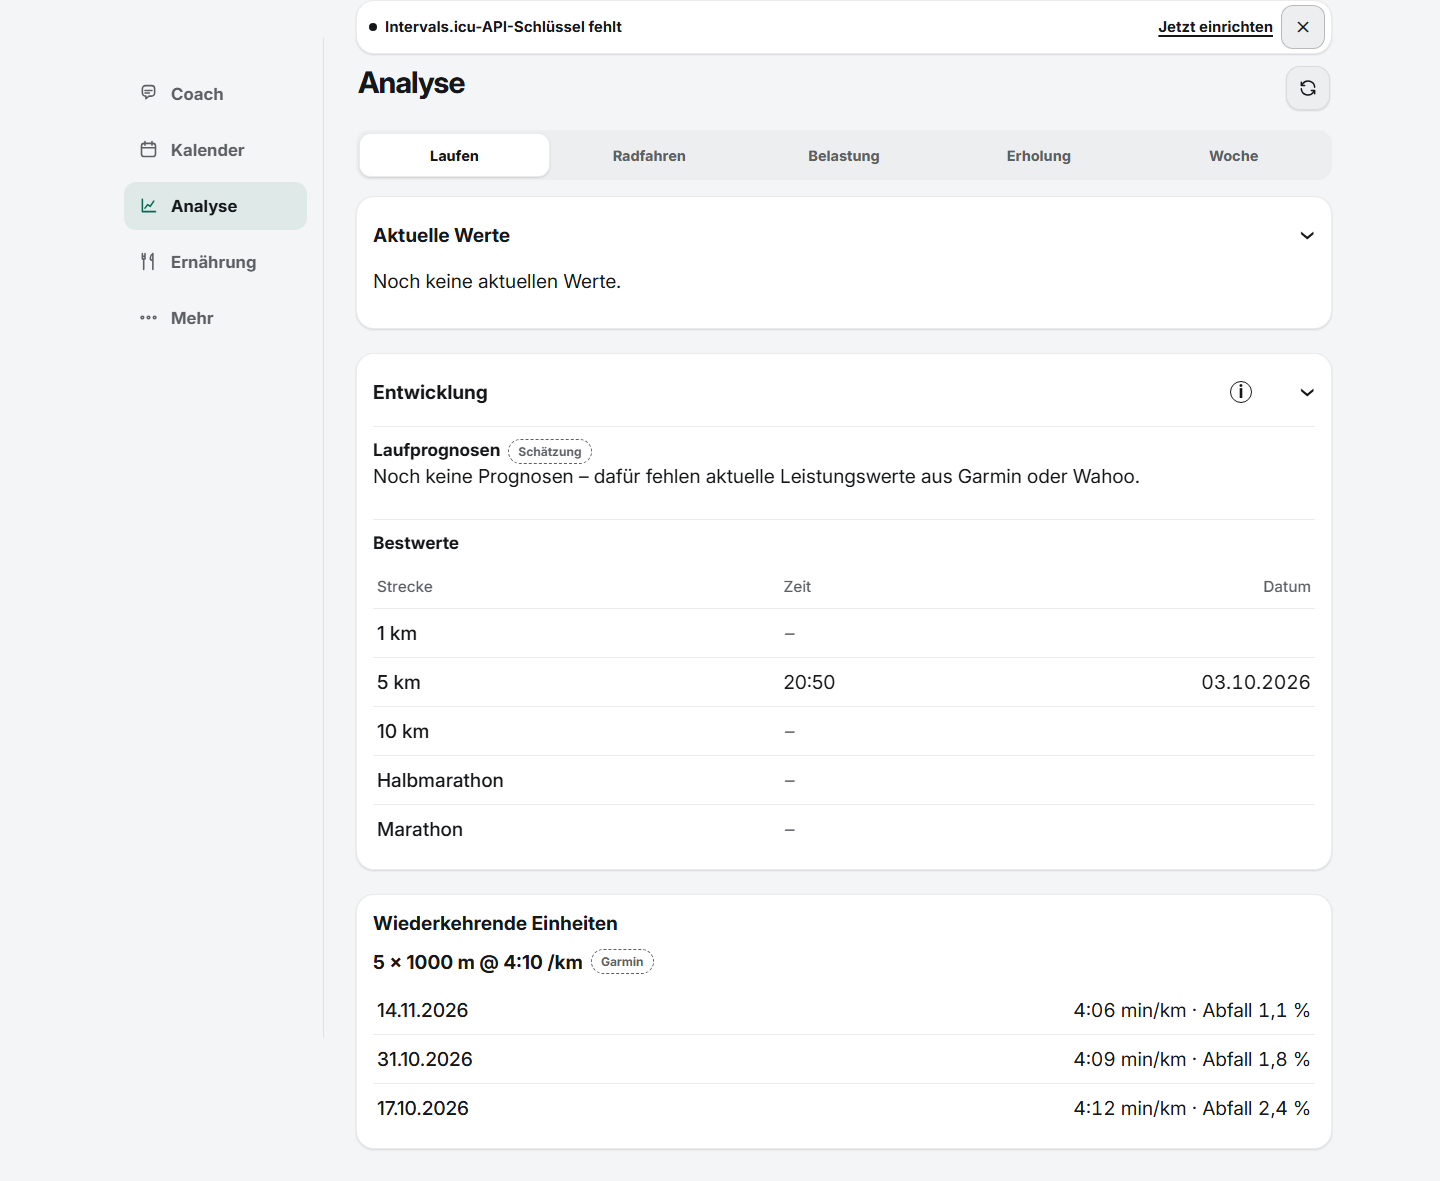 Intervals.icu-API-Schlüssel fehlt
Jetzt einrichten
Analyse
Coach
Kalender
Analyse
Ernährung
Mehr
Laufen
Radfahren
Belastung
Erholung
Woche
Aktuelle Werte
Noch keine aktuellen Werte.
Entwicklung
Laufprognosen Schätzung
Noch keine Prognosen – dafür fehlen aktuelle Leistungswerte aus Garmin oder Wahoo.
Bestwerte
Strecke Zeit Datum
1 km –
5 km 20:50 03.10.2026
10 km –
Halbmarathon –
Marathon –
Wiederkehrende Einheiten
5 × 1000 m @ 4:10 /km Garmin
14.11.2026 4:06 min/km · Abfall 1,1 %
31.10.2026 4:09 min/km · Abfall 1,8 %
17.10.2026 4:12 min/km · Abfall 2,4 %